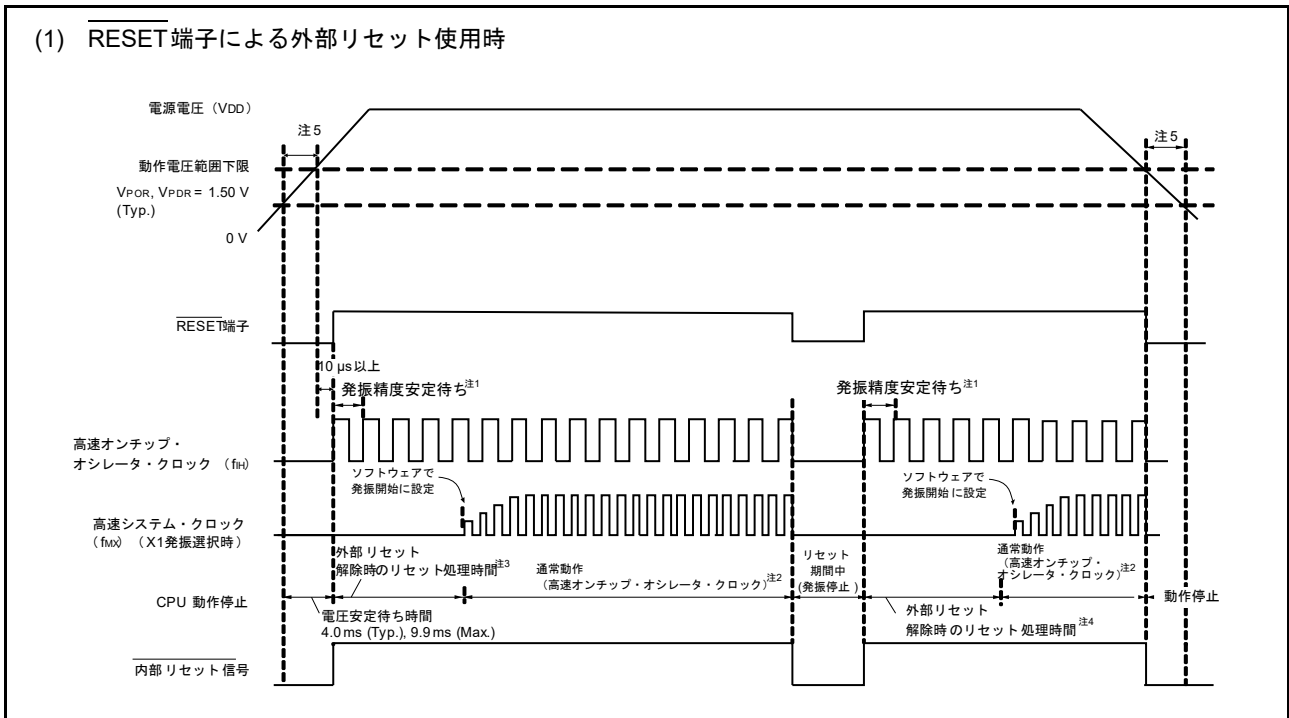 (1) RESET端子による外部リセット使用時
電源電圧（VDD）
注5
注5
動作電圧範囲下限
VPOR, VPDR = 1.50 V
(Typ.)
0 V
RESET端子
10 µs以上
発振精度安定待ち注1
発振精度安定待ち注1
高速オンチップ・
オシレータ・クロック （fIH）
ソフトウェアで
発振開始に設定
ソフトウェアで
発振開始に設定
高速システム・クロック
（fMX）（X1発振選択時）
外部リセット
解除時のリセット処理時間注3
通常動作
（高速オンチップ・オシレータ・クロック）注2
リセット
期間中
(発振停止)
通常動作
（高速オンチップ・
オシレータ・クロック）注2
CPU 動作停止
動作停止
電圧安定待ち時間
4.0ms (Typ.), 9.9ms (Max.)
外部リセット
解除時のリセット処理時間注4
内部リセット信号